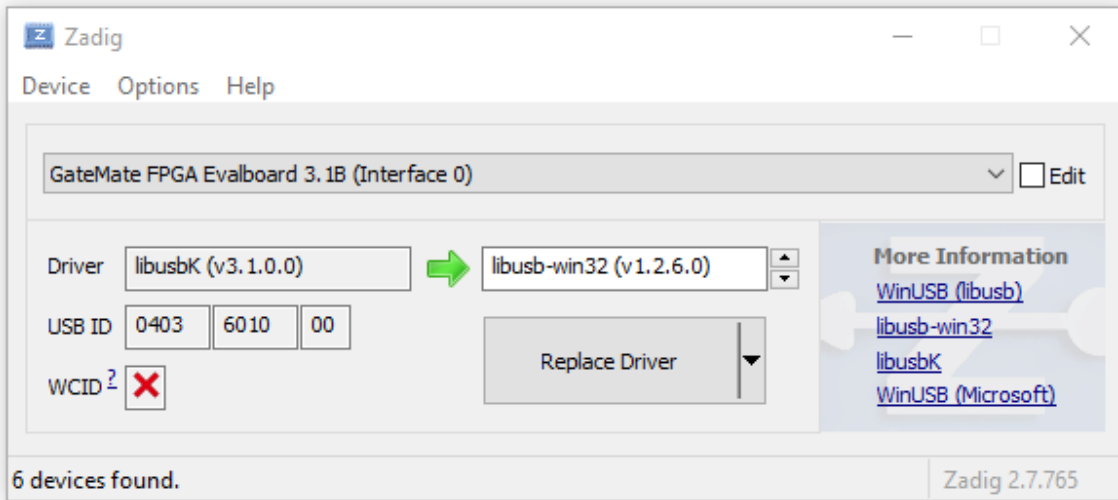 Zadig
Device Options Help
GateMate FPGA Evalboard 3.1B (Interface 0)
Edit
Driver libusbK (v3.1.0.0) libusb-win32 (v1.2.6.0)
USB ID 0403 6010 00
WCID ?
Replace Driver
More Information
WinUSB (libusb)
libusb-win32
libusbK
WinUSB (Microsoft)
6 devices found.
Zadig 2.7.765